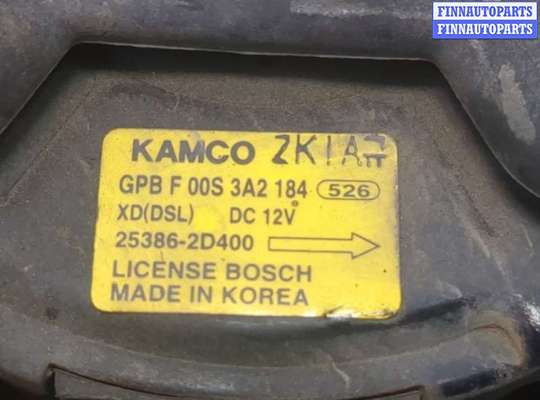 FINNAUTOPARTS
FINNAUTOPARTS
KAMCO
GPB F 00S 3A2 184 526
XD(DSL) DC 12V
25386-2D400
LICENSE BOSCH
MADE IN KOREA